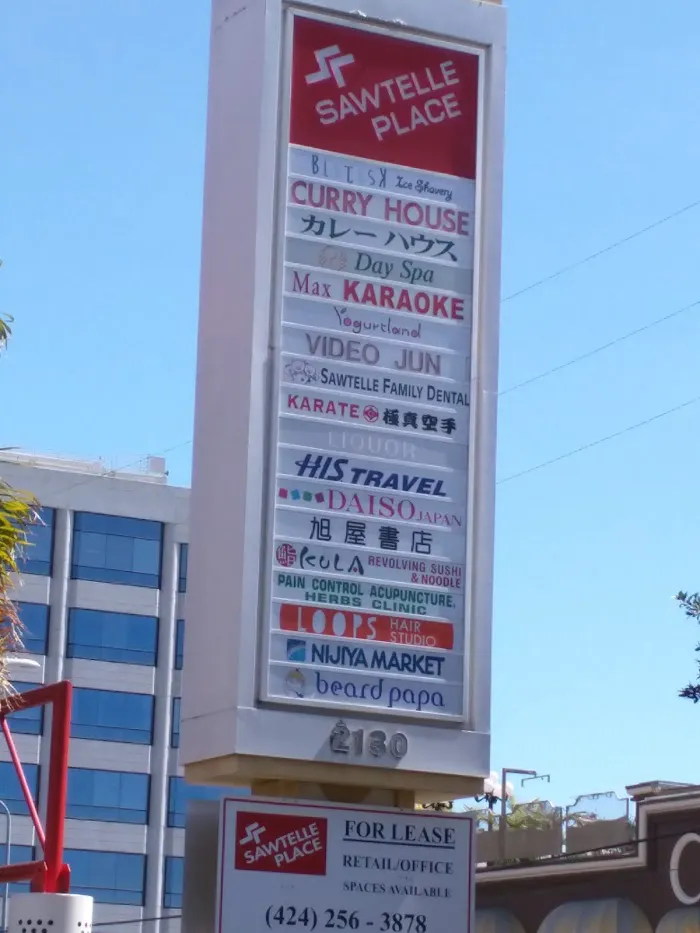 SAWTELLE
PLACE
Ice Shavery
CURRY HOUSE
カレーハウス
Day Spa
Max KARAOKE
Yogurtland
VIDEO JUN
SAWTELLE FAMILY DENTAL
KARATE 極真空手
LIQUOR
HIS TRAVEL
DAISO JAPAN
旭屋書店
KULA REVOLVING SUSHI
& NOODLE
PAIN CONTROL ACUPUNCTURE,
HERBS CLINIC
LOOPS HAIR
STUDIO
NIJIYA MARKET
beard papa
2130
SAWTELLE
PLACE
FOR LEASE
RETAIL/OFFICE
SPACES AVAILABLE
(424) 256 - 3878